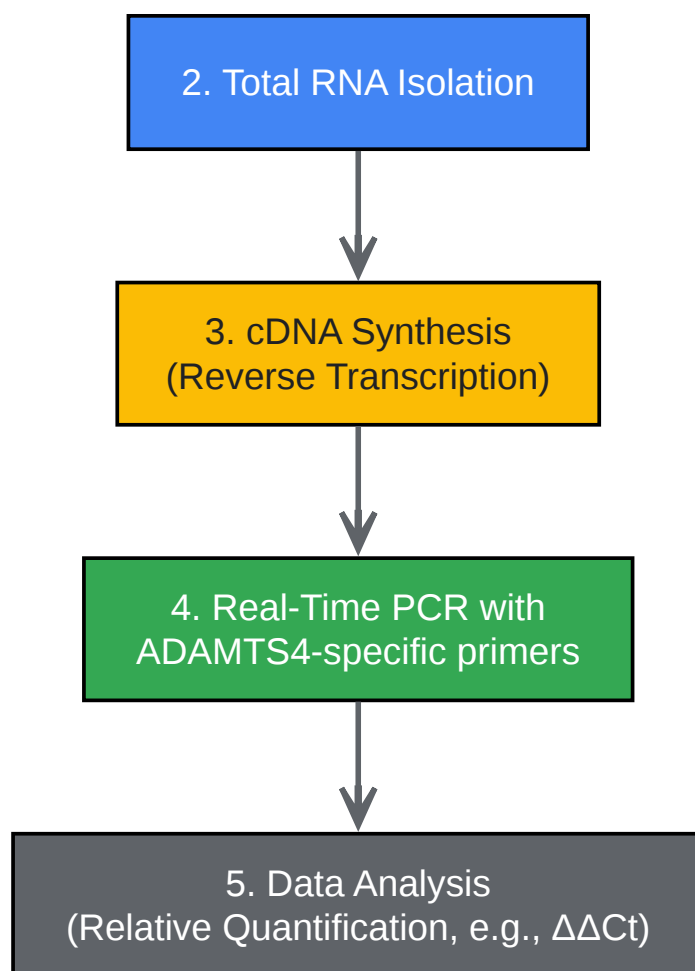 2. Total RNA Isolation
3. cDNA Synthesis
(Reverse Transcription)
4. Real-Time PCR with
ADAMTS4-specific primers
5. Data Analysis
(Relative Quantification, e.g., ΔΔCt)